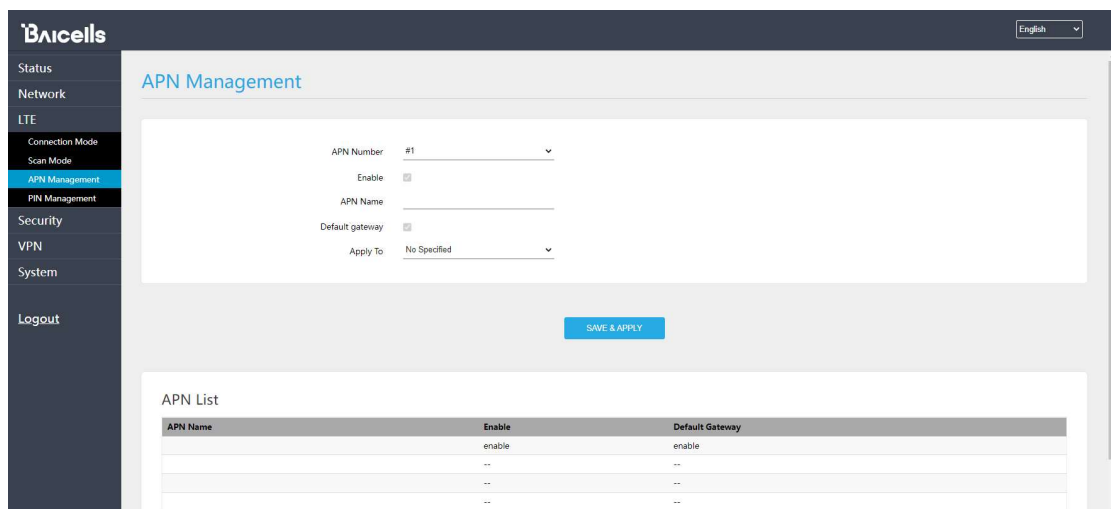 BAICELLS
English
Status
Network
LTE
Connection Mode
Scan Mode
APN Management
PIN Management
Security
VPN
System
Logout
APN Management
APN Number #1
Enable
APN Name
Default gateway
Apply To No Specified
SAVE & APPLY
APN List
APN Name Enable Default Gateway
enable enable
-- --
-- --
-- --